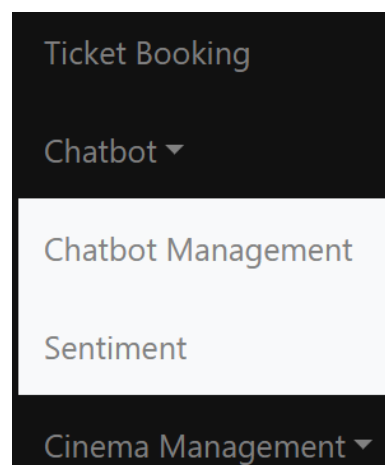 Ticket Booking
Chatbot
Chatbot Management
Sentiment
Cinema Management